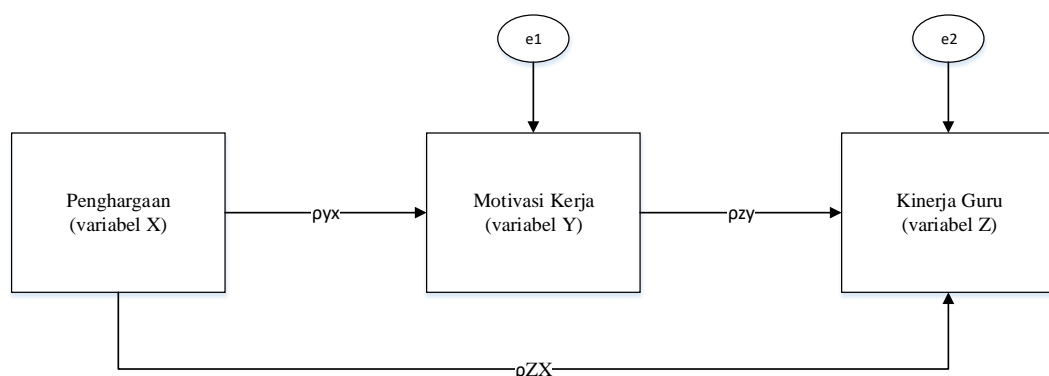 e1
e2
Penghargaan
(variabel X)
ρyx
Motivasi Kerja
(variabel Y)
ρzy
Kinerja Guru
(variabel Z)
ρZX